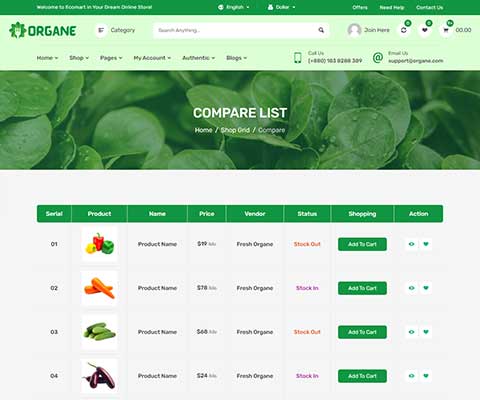 Welcome to Ecomart in Your Dream Online Store!
English
Dollar
Offers
Need Help
Contact Us
ORGANE
Category
Search Anything...
Join Here
0
0
9+
00.00
Home
Shop
Pages
My Account
Authentic
Blogs
Call Us
(+880) 183 8288 389
Email Us
support@organe.com
COMPARE LIST
Home / Shop Grid / Compare
Serial Product Name Price Vendor Status Shopping Action
01 Product Name $19 Fresh Organe Stock Out Add To Cart
02 Product Name $78 Fresh Organe Stock In Add To Cart
03 Product Name $68 Fresh Organe Stock Out Add To Cart
04 Product Name $24 Fresh Organe Stock In Add To Cart